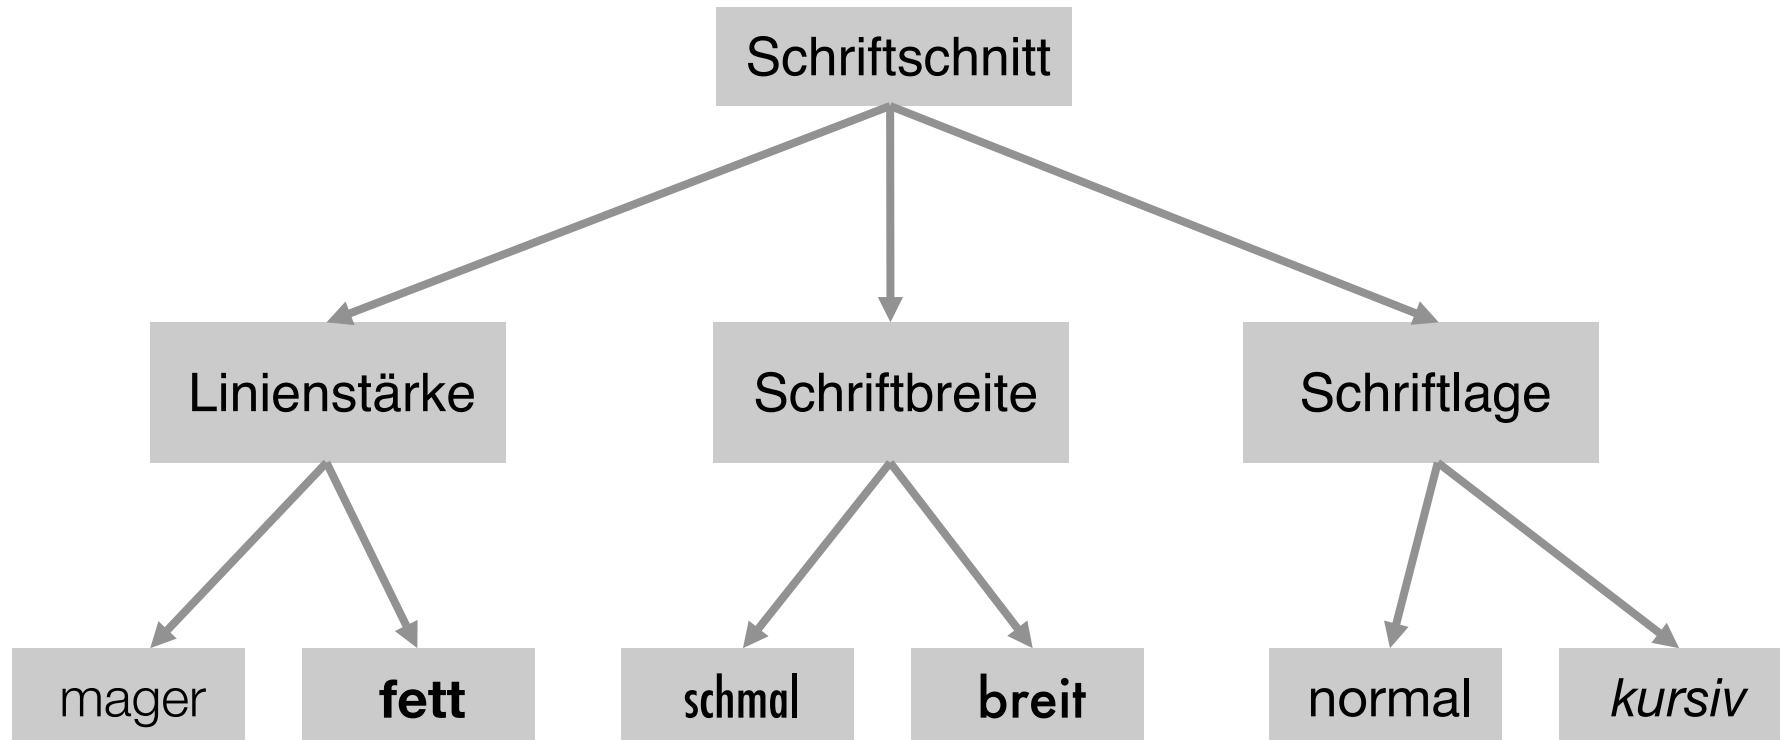 Schriftschnitt
Linienstärke
Schriftbreite
Schriftlage
mager
fett
schmal
breit
normal
kursiv